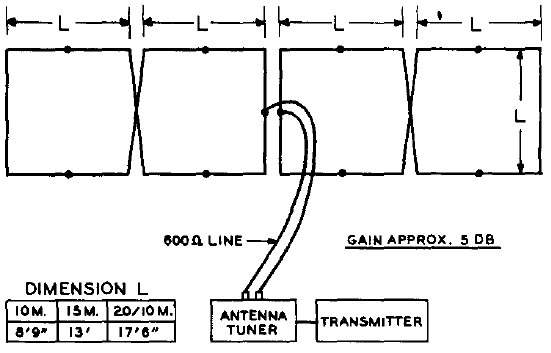 L L L L
L
600Ω LINE
GAIN APPROX. 5 DB
DIMENSION L
10M. 15M. 20/10M.
8'9" 13' 17'6"
ANTENNA TUNER
TRANSMITTER